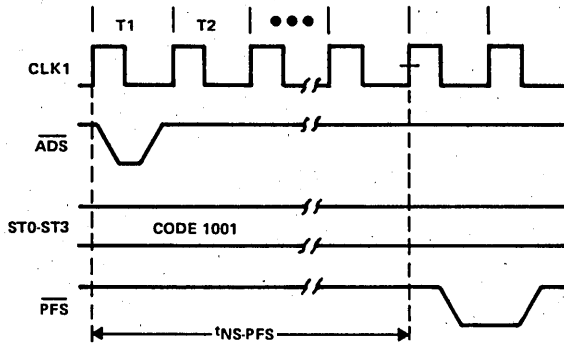 T1 T2 •••
CLK1
ADS
ST0-ST3 CODE 1001
PFS
tNS-PFS